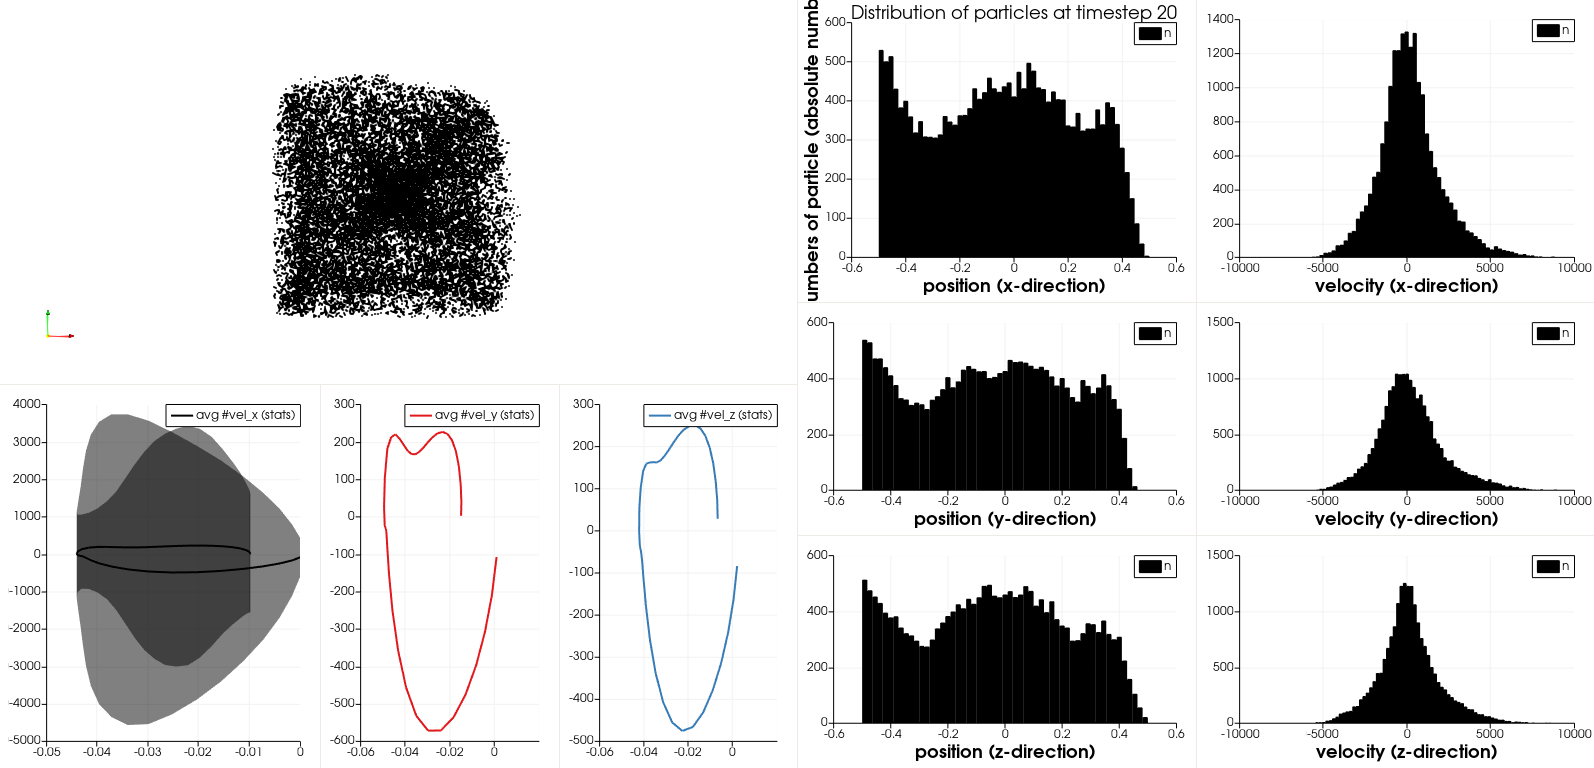 Distribution of particles at timestep 20
umbers of particle (absolute numb
600
500
400
300
200
100
0
-0.6 -0.4 -0.2 0 0.2 0.4 0.6
position (x-direction)
n
1400
1200
1000
800
600
400
200
0
-10000 -5000 0 5000 10000
velocity (x-direction)
n
600
400
200
0
-0.6 -0.4 -0.2 0 0.2 0.4 0.6
position (y-direction)
n
1500
1000
500
0
-10000 -5000 0 5000 10000
velocity (y-direction)
n
avg #vel_x (stats)
4000
3000
2000
1000
0
-1000
-2000
-3000
-4000
-5000
-0.05 -0.04 -0.03 -0.02 -0.01 0
avg #vel_y (stats)
300
200
100
0
-100
-200
-300
-400
-500
-600
-0.06 -0.04 -0.02 0
avg #vel_z (stats)
300
200
100
0
-100
-200
-300
-400
-500
-0.06 -0.04 -0.02 0
600
400
200
0
-0.6 -0.4 -0.2 0 0.2 0.4 0.6
position (z-direction)
n
1500
1000
500
0
-10000 -5000 0 5000 10000
velocity (z-direction)
n